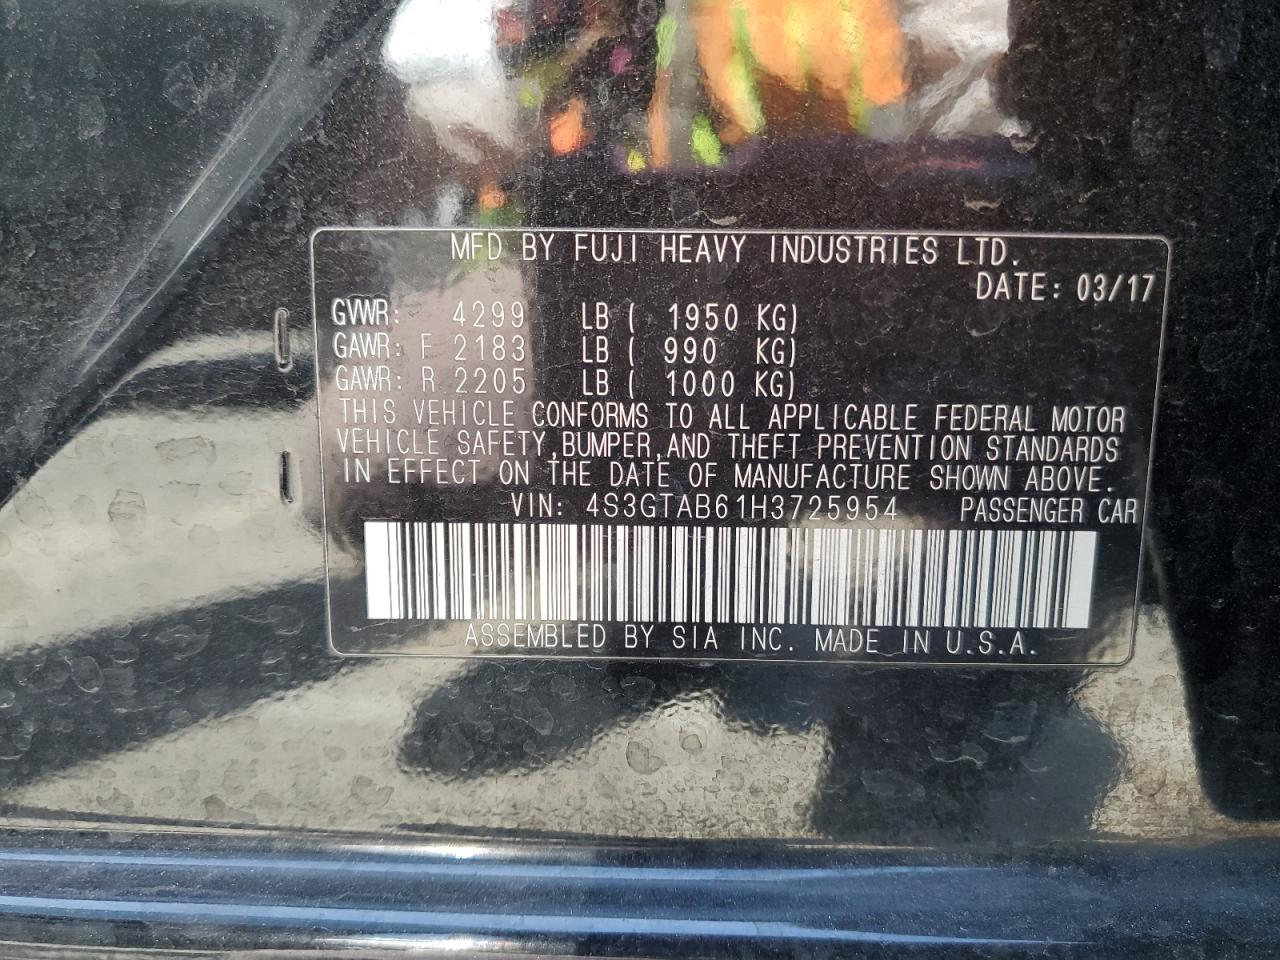 MFD BY FUJI HEAVY INDUSTRIES LTD.
DATE: 03/17
GVWR: 4299 LB ( 1950 KG)
GAWR: F 2183 LB ( 990 KG)
GAWR: R 2205 LB ( 1000 KG)
THIS VEHICLE CONFORMS TO ALL APPLICABLE FEDERAL MOTOR
VEHICLE SAFETY,BUMPER,AND THEFT PREVENTION STANDARDS
IN EFFECT ON THE DATE OF MANUFACTURE SHOWN ABOVE.
VIN: 4S3GTAB61H3725954 PASSENGER CAR
ASSEMBLED BY SIA INC. MADE IN U.S.A.